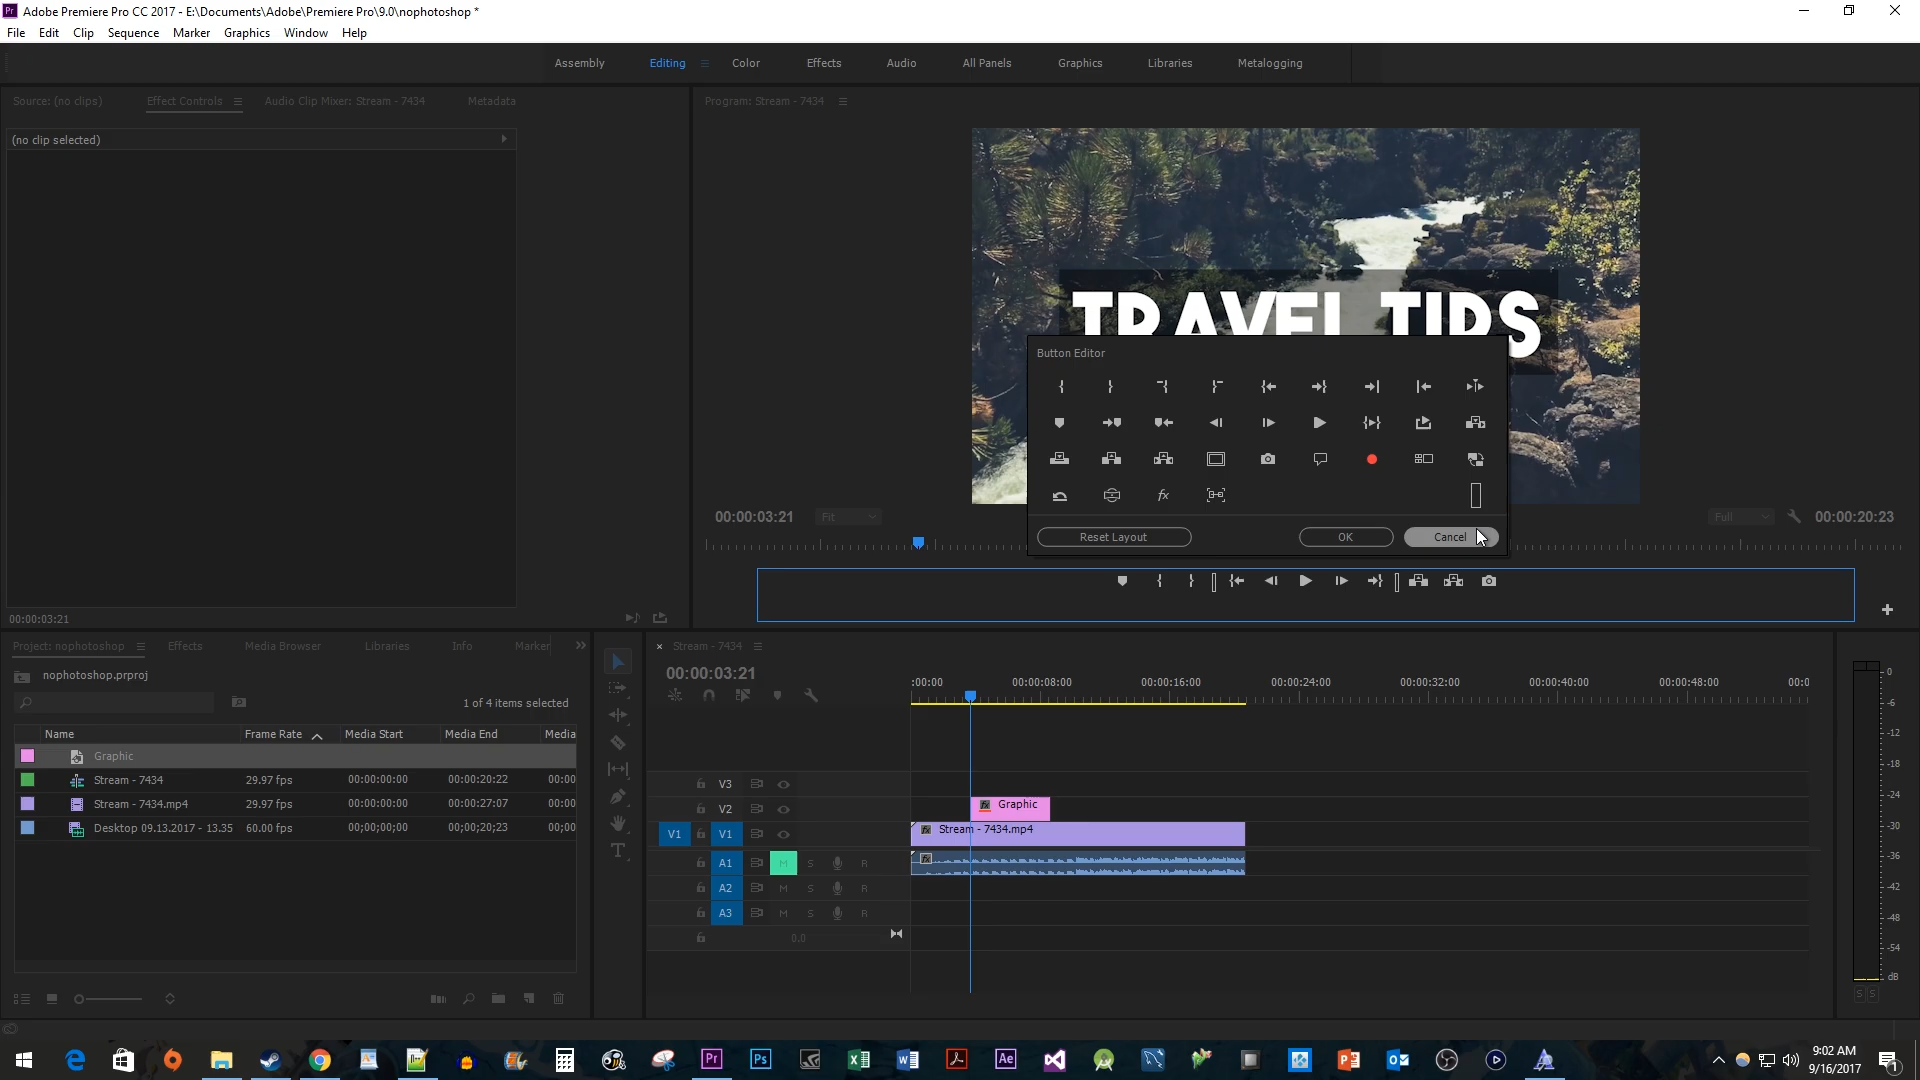 Adobe Premiere Pro CC 2017 - E:\Documents\Adobe\Premiere Pro\9.0\nophotoshop *
File Edit Clip Sequence Marker Graphics Window Help
Assembly Editing Color Effects Audio All Panels Graphics Libraries Metalogging
Source: (no clips) Effect Controls Audio Clip Mixer: Stream - 7434 Metadata
Program: Stream - 7434
(no clip selected)
TRAVEL TIPS
Button Editor
fx
Reset Layout OK Cancel
00:00:03:21 Fit Full 00:00:20:23
00:00:03:21
Project: nophotoshop Effects Media Browser Libraries Info Marker
nophotoshop.prproj
1 of 4 items selected
Name Frame Rate Media Start Media End Media
Graphic
Stream - 7434 29.97 fps 00:00:00:00 00:00:20:22 00:00
Stream - 7434.mp4 29.97 fps 00:00:00:00 00:00:27:07 00:00
Desktop 09.13.2017 - 13.35 60.00 fps 00;00;00;00 00;00;20;23 00;00
× Stream - 7434
00:00:03:21
:00:00 00:00:08:00 00:00:16:00 00:00:24:00 00:00:32:00 00:00:40:00 00:00:48:00 00:0
V3
V2 fx Graphic
V1 V1 fx Stream - 7434.mp4
A1 M S R fx
A2 M S R
A3 M S R
0.0
0
-6
-12
-18
-24
-30
-36
-42
-48
-54
dB
S S
9:02 AM
9/16/2017
1